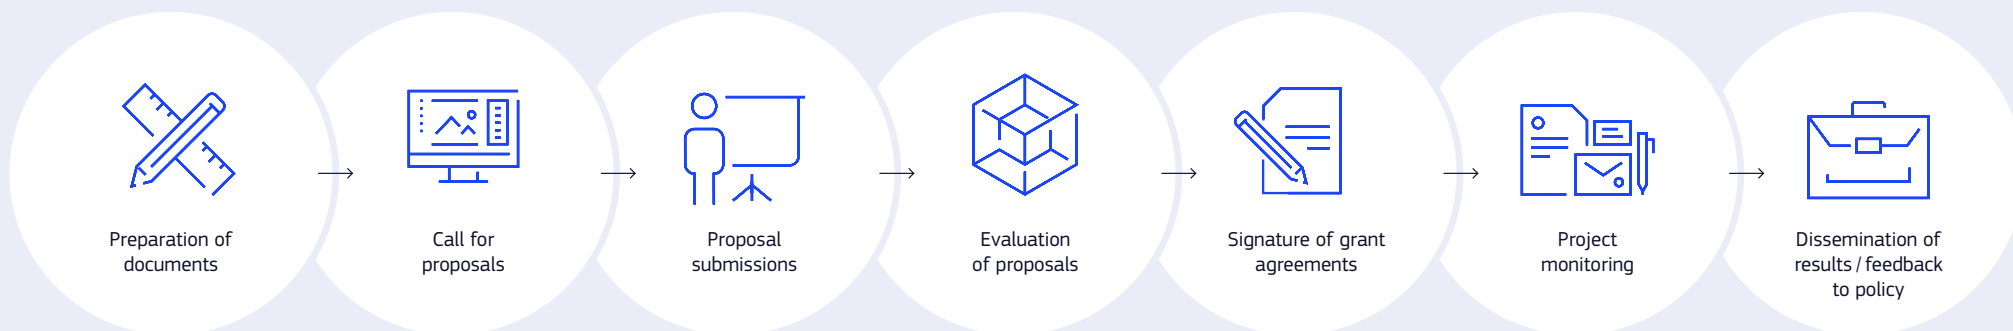 Preparation of
documents
Call for
proposals
Proposal
submissions
Evaluation
of proposals
Signature of grant
agreements
Project
monitoring
Dissemination of
results / feedback
to policy